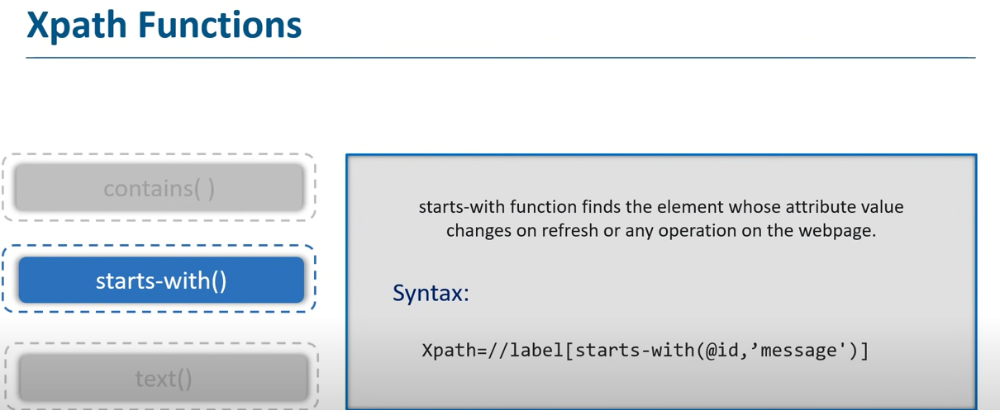 Xpath Functions
contains( )
starts-with()
text()
starts-with function finds the element whose attribute value
changes on refresh or any operation on the webpage.
Syntax:
Xpath=//label[starts-with(@id,’message')]